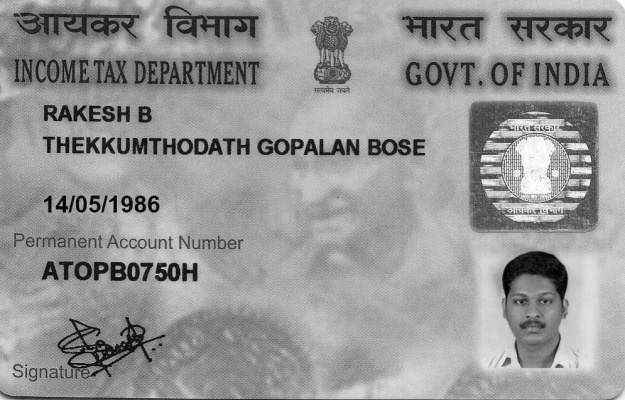 आयकर विभाग
INCOME TAX DEPARTMENT
सत्यमेव जयते
भारत सरकार
GOVT. OF INDIA
RAKESH B
THEKKUMTHODATH GOPALAN BOSE
14/05/1986
Permanent Account Number
ATOPB0750H
Signature
भारत सरकार
आयकर विभाग